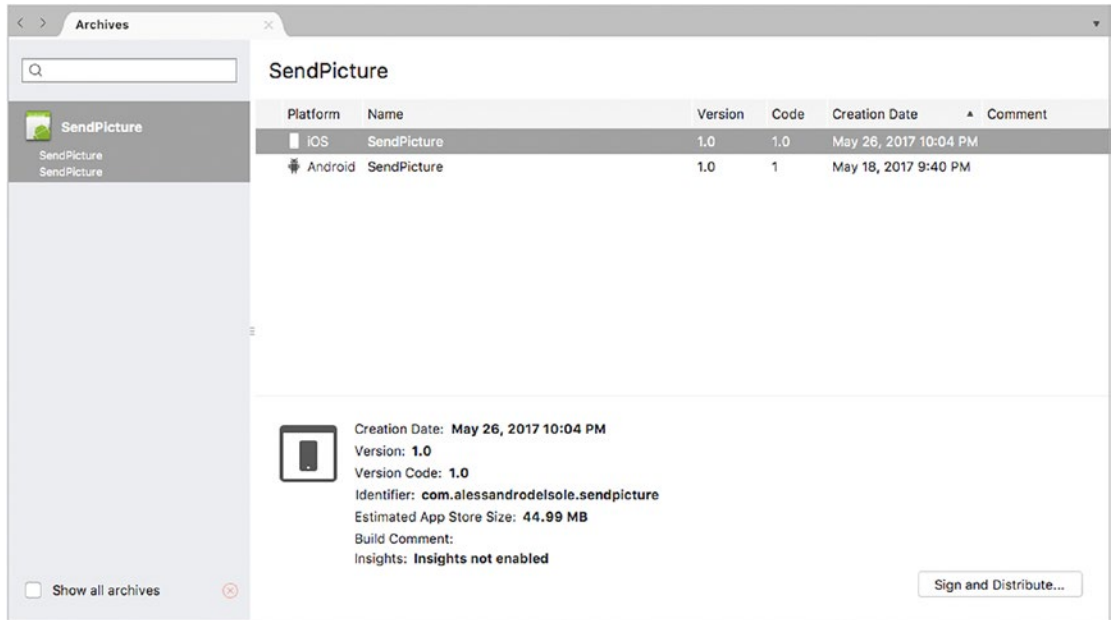 Archives
SendPicture
SendPicture
SendPicture
Show all archives
SendPicture
Platform Name Version Code Creation Date Comment
iOS SendPicture 1.0 1.0 May 26, 2017 10:04 PM
Android SendPicture 1.0 1 May 18, 2017 9:40 PM
Creation Date: May 26, 2017 10:04 PM
Version: 1.0
Version Code: 1.0
Identifier: com.alessandrodelsole.sendpicture
Estimated App Store Size: 44.99 MB
Build Comment:
Insights: Insights not enabled
Sign and Distribute...